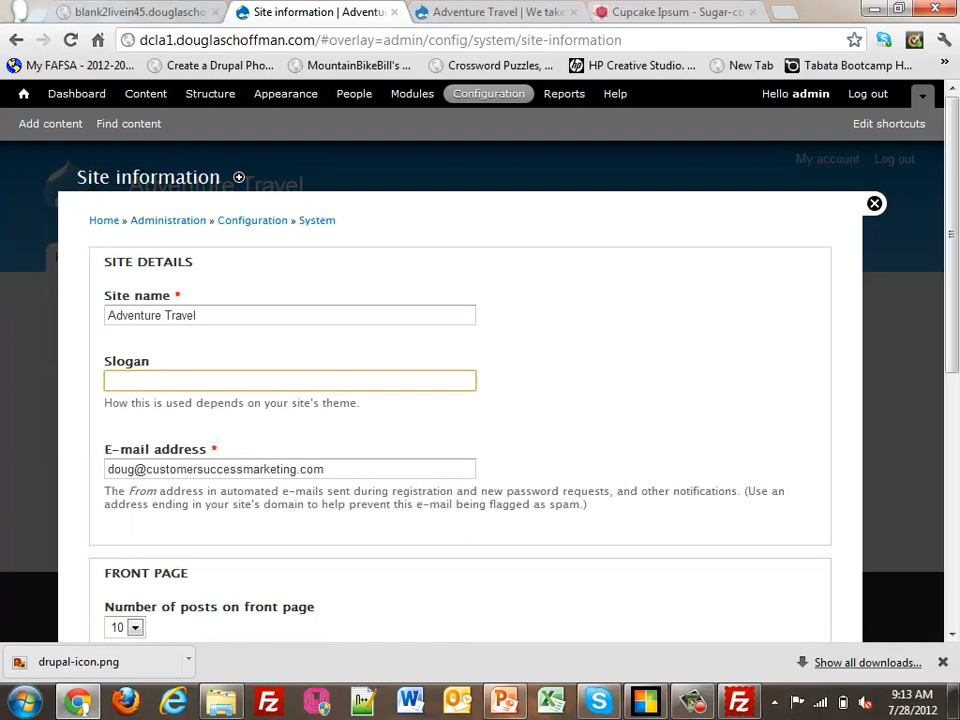 blank2livein45.douglascho
Site information | Adventu
Adventure Travel | We take
Cupcake Ipsum - Sugar-co
dcla1.douglaschoffman.com/#overlay=admin/config/system/site-information
My FAFSA - 2012-20...
Create a Drupal Pho...
MountainBikeBill's ...
Crossword Puzzles, ...
HP Creative Studio. ...
New Tab
Tabata Bootcamp H...
Dashboard Content Structure Appearance People Modules Configuration Reports Help Hello admin Log out
Add content Find content Edit shortcuts
My account Log out
Adventure Travel
Site information
Home » Administration » Configuration » System
SITE DETAILS
Site name *
Adventure Travel
Slogan
How this is used depends on your site's theme.
E-mail address *
doug@customersuccessmarketing.com
The From address in automated e-mails sent during registration and new password requests, and other notifications. (Use an
address ending in your site's domain to help prevent this e-mail being flagged as spam.)
FRONT PAGE
Number of posts on front page
10
drupal-icon.png
Show all downloads...
9:13 AM
7/28/2012